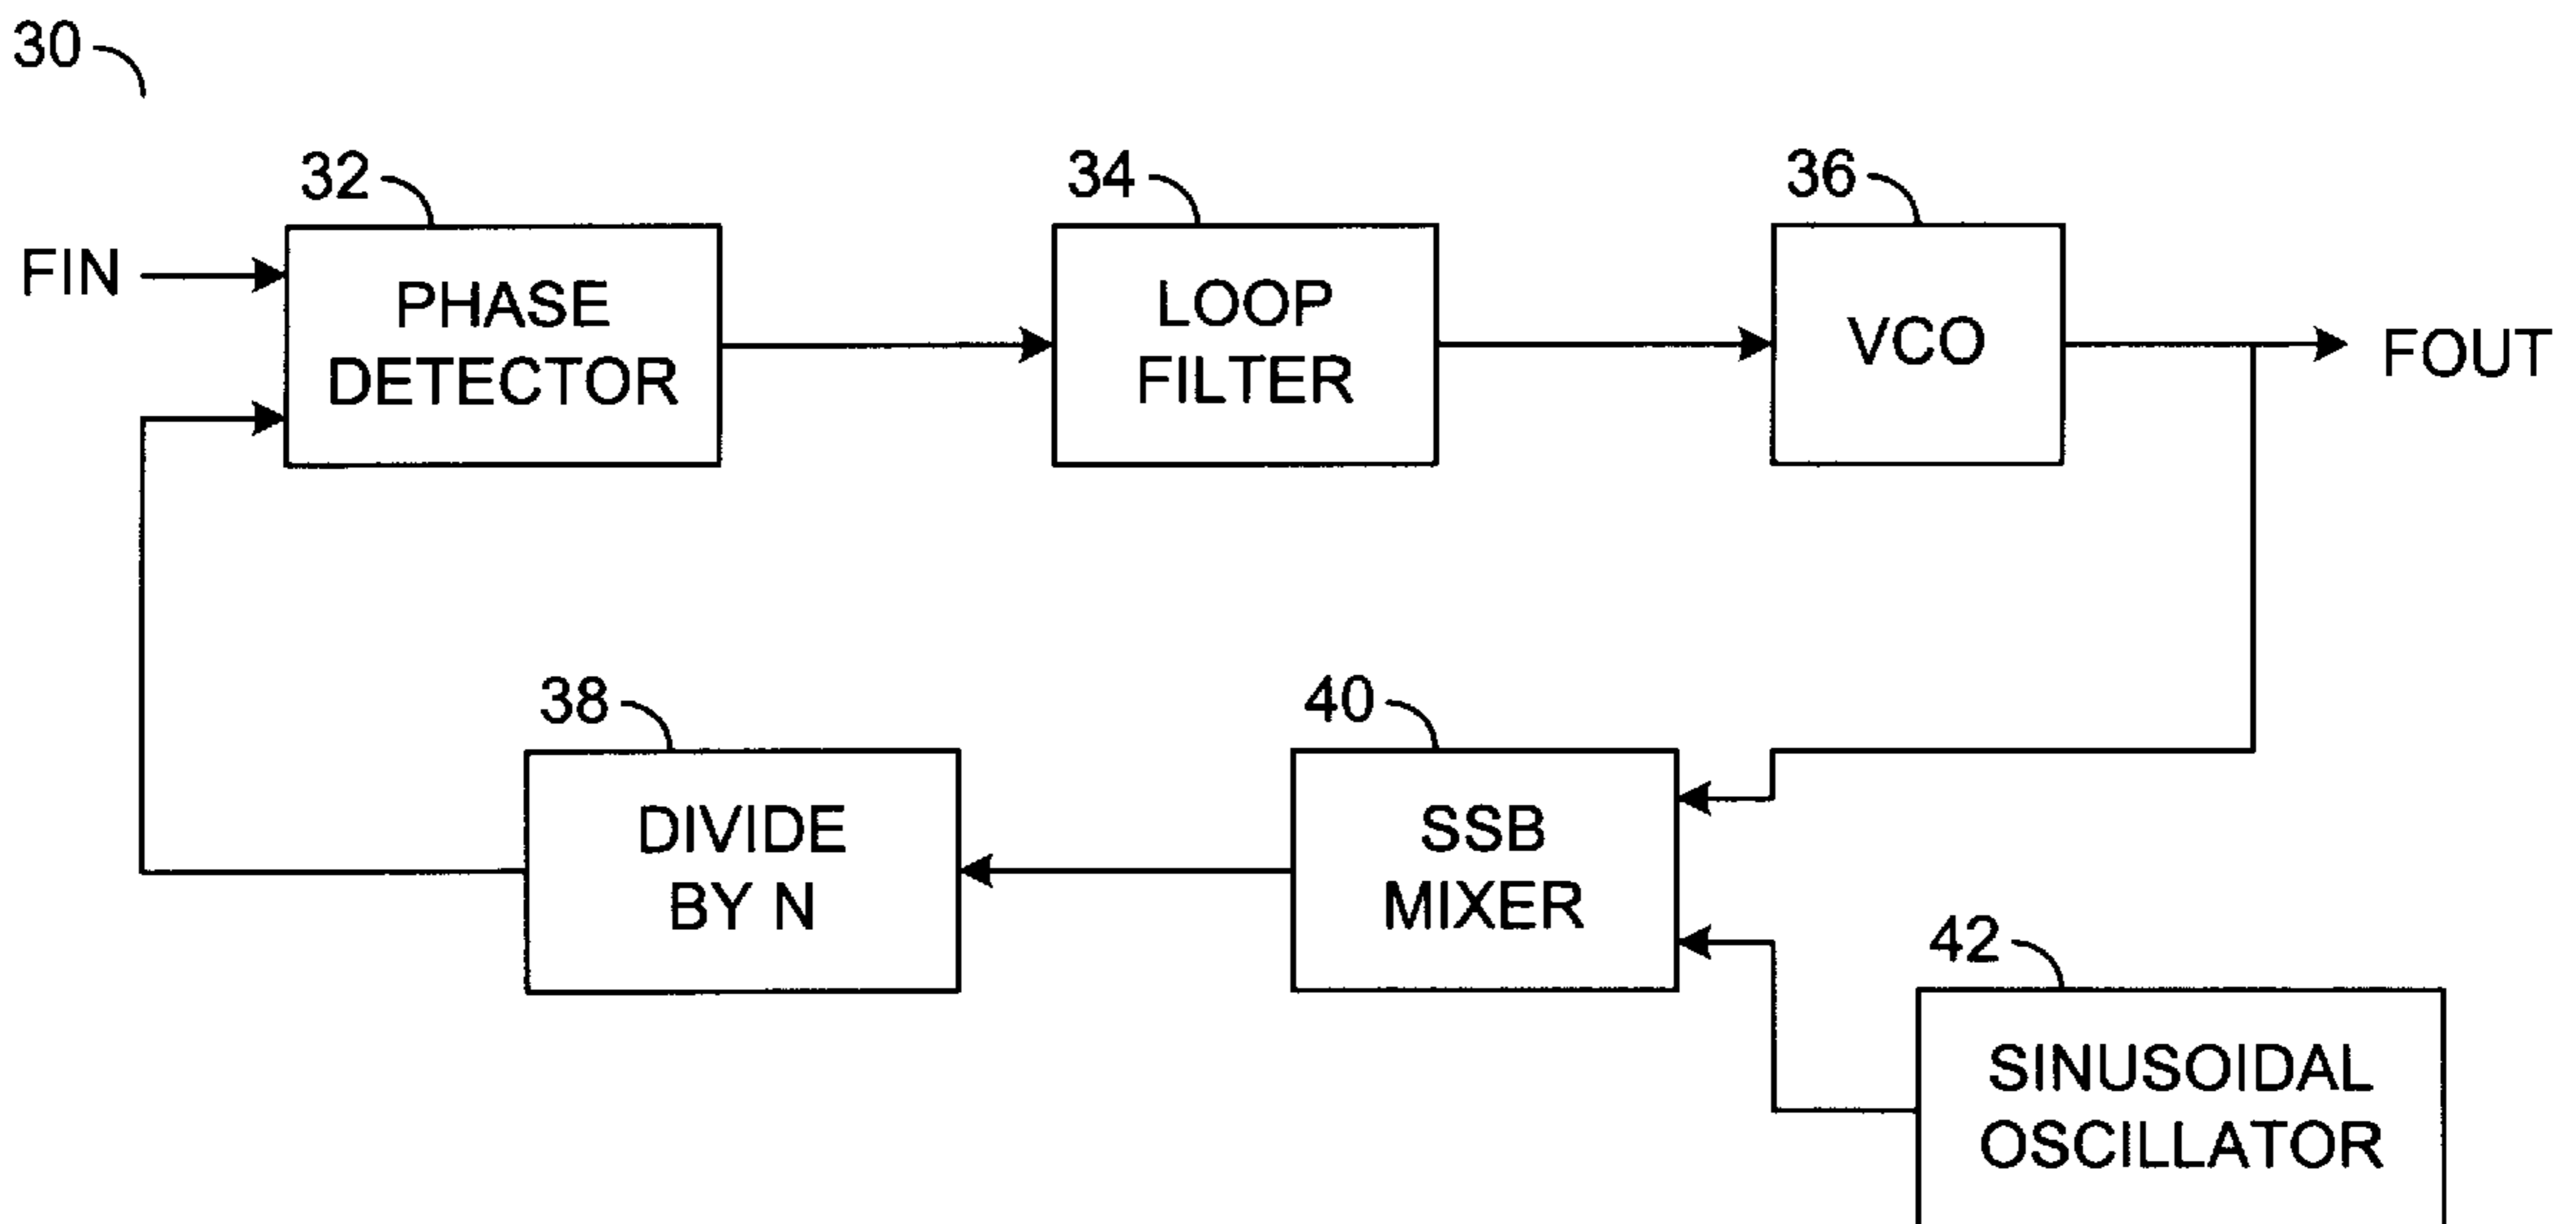 30
32
34
36
FIN
PHASE
DETECTOR
LOOP
FILTER
VCO
FOUT
38
40
DIVIDE
BY N
SSB
MIXER
42
SINUSOIDAL
OSCILLATOR